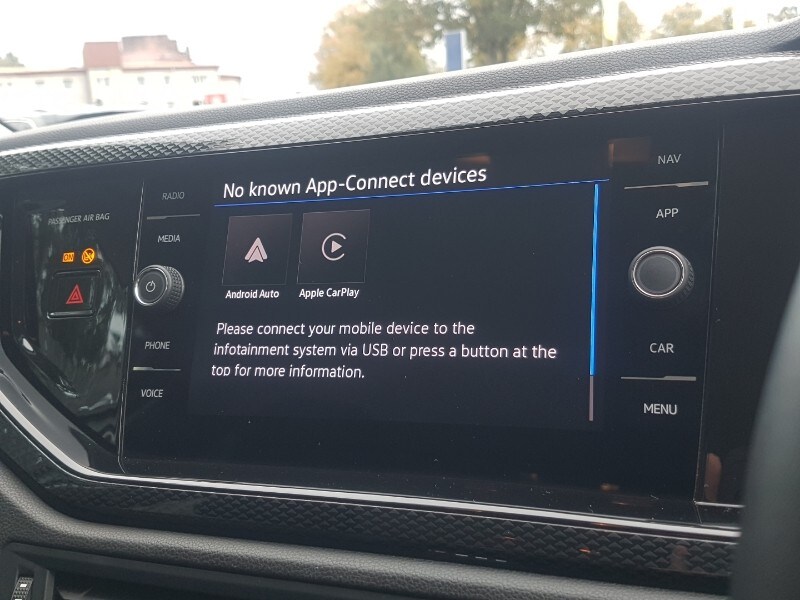 No known App-Connect devices
Android Auto
Apple CarPlay
Please connect your mobile device to the
infotainment system via USB or press a button at the
top for more information.
PASSENGER AIR BAG
ON
RADIO
MEDIA
PHONE
VOICE
NAV
APP
CAR
MENU